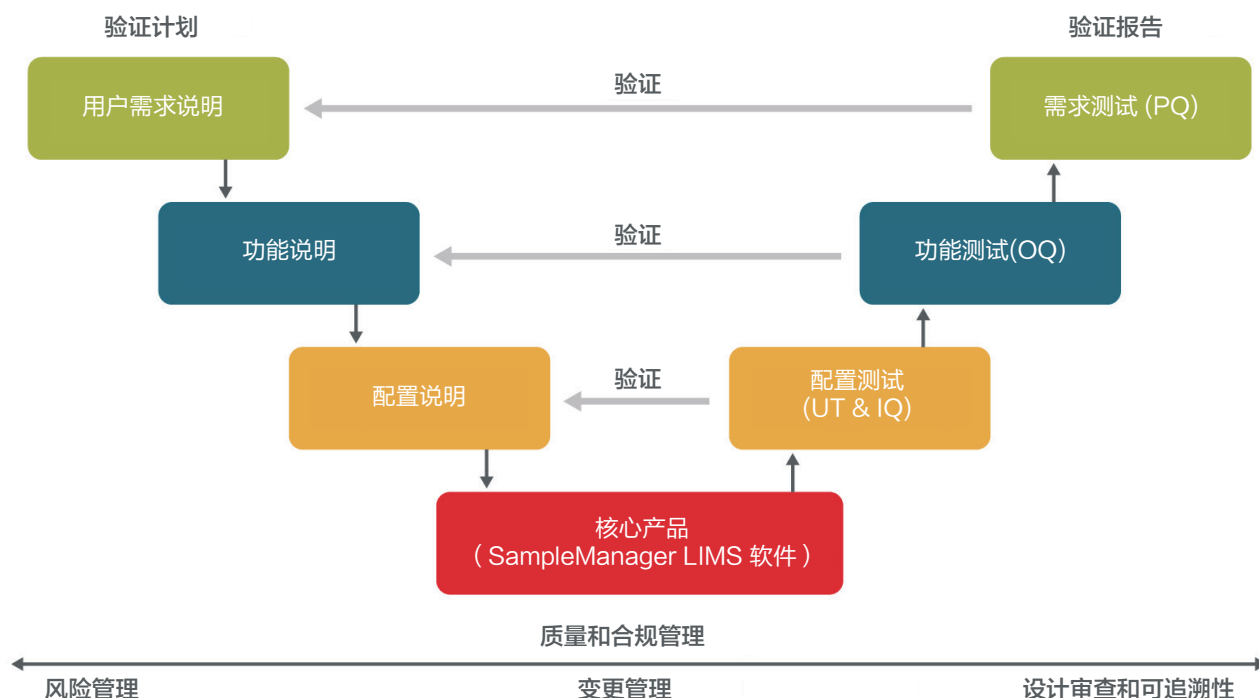 验证计划
验证报告
用户需求说明
验证
需求测试 (PQ)
功能说明
验证
功能测试(OQ)
配置说明
验证
配置测试
(UT & IQ)
核心产品
（ SampleManager LIMS 软件 ）
质量和合规管理
风险管理
变更管理
设计审查和可追溯性